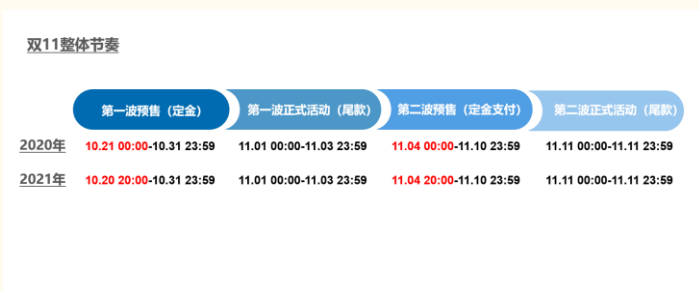 双11整体节奏
第一波预售（定金） 第一波正式活动（尾款） 第二波预售（定金支付） 第二波正式活动（尾款）
2020年 10.21 00:00-10.31 23:59 11.01 00:00-11.03 23:59 11.04 00:00-11.10 23:59 11.11 00:00-11.11 23:59
2021年 10.20 20:00-10.31 23:59 11.01 00:00-11.03 23:59 11.04 20:00-11.10 23:59 11.11 00:00-11.11 23:59